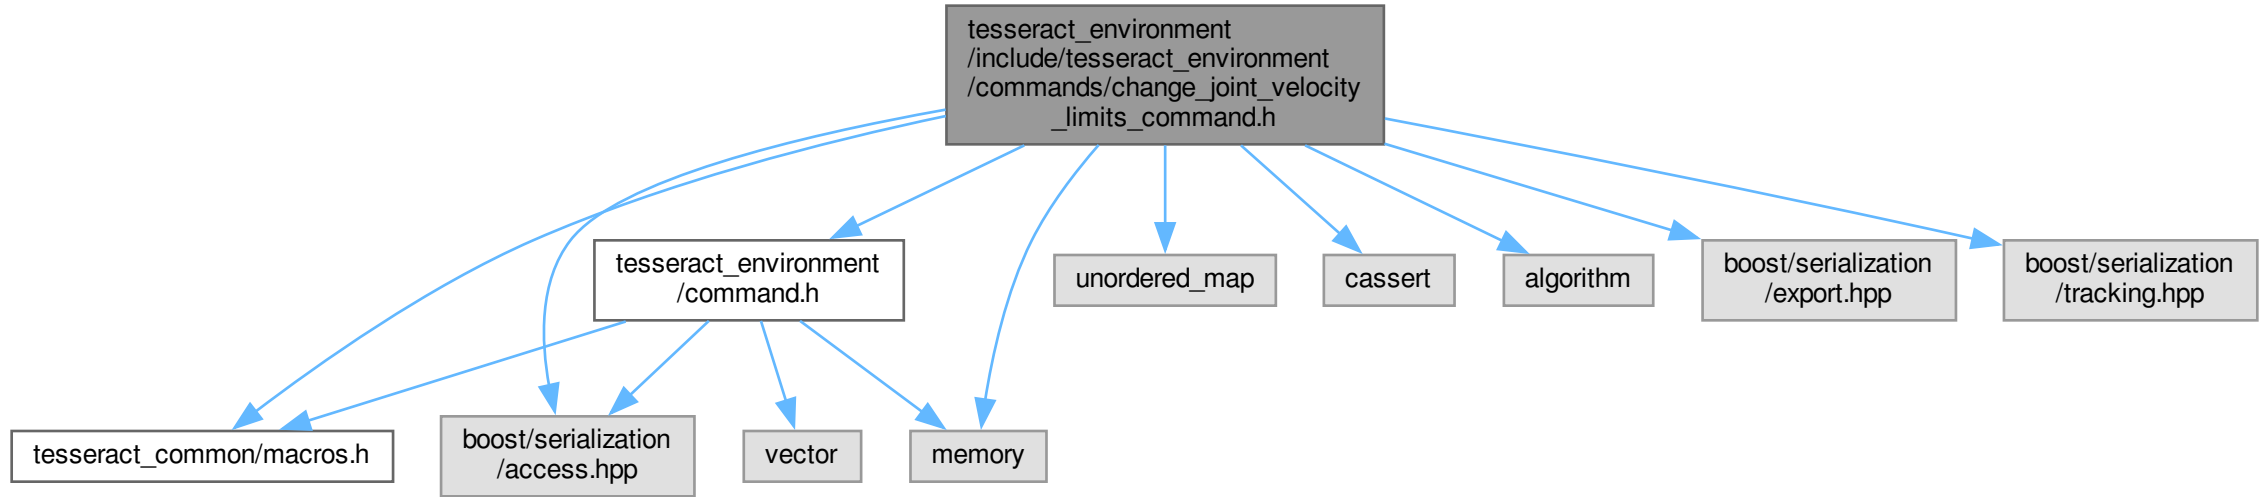 tesseract_environment
/include/tesseract_environment
/commands/change_joint_velocity
_limits_command.h
tesseract_environment
/command.h
unordered_map
cassert
algorithm
boost/serialization
/export.hpp
boost/serialization
/tracking.hpp
tesseract_common/macros.h
boost/serialization
/access.hpp
vector
memory